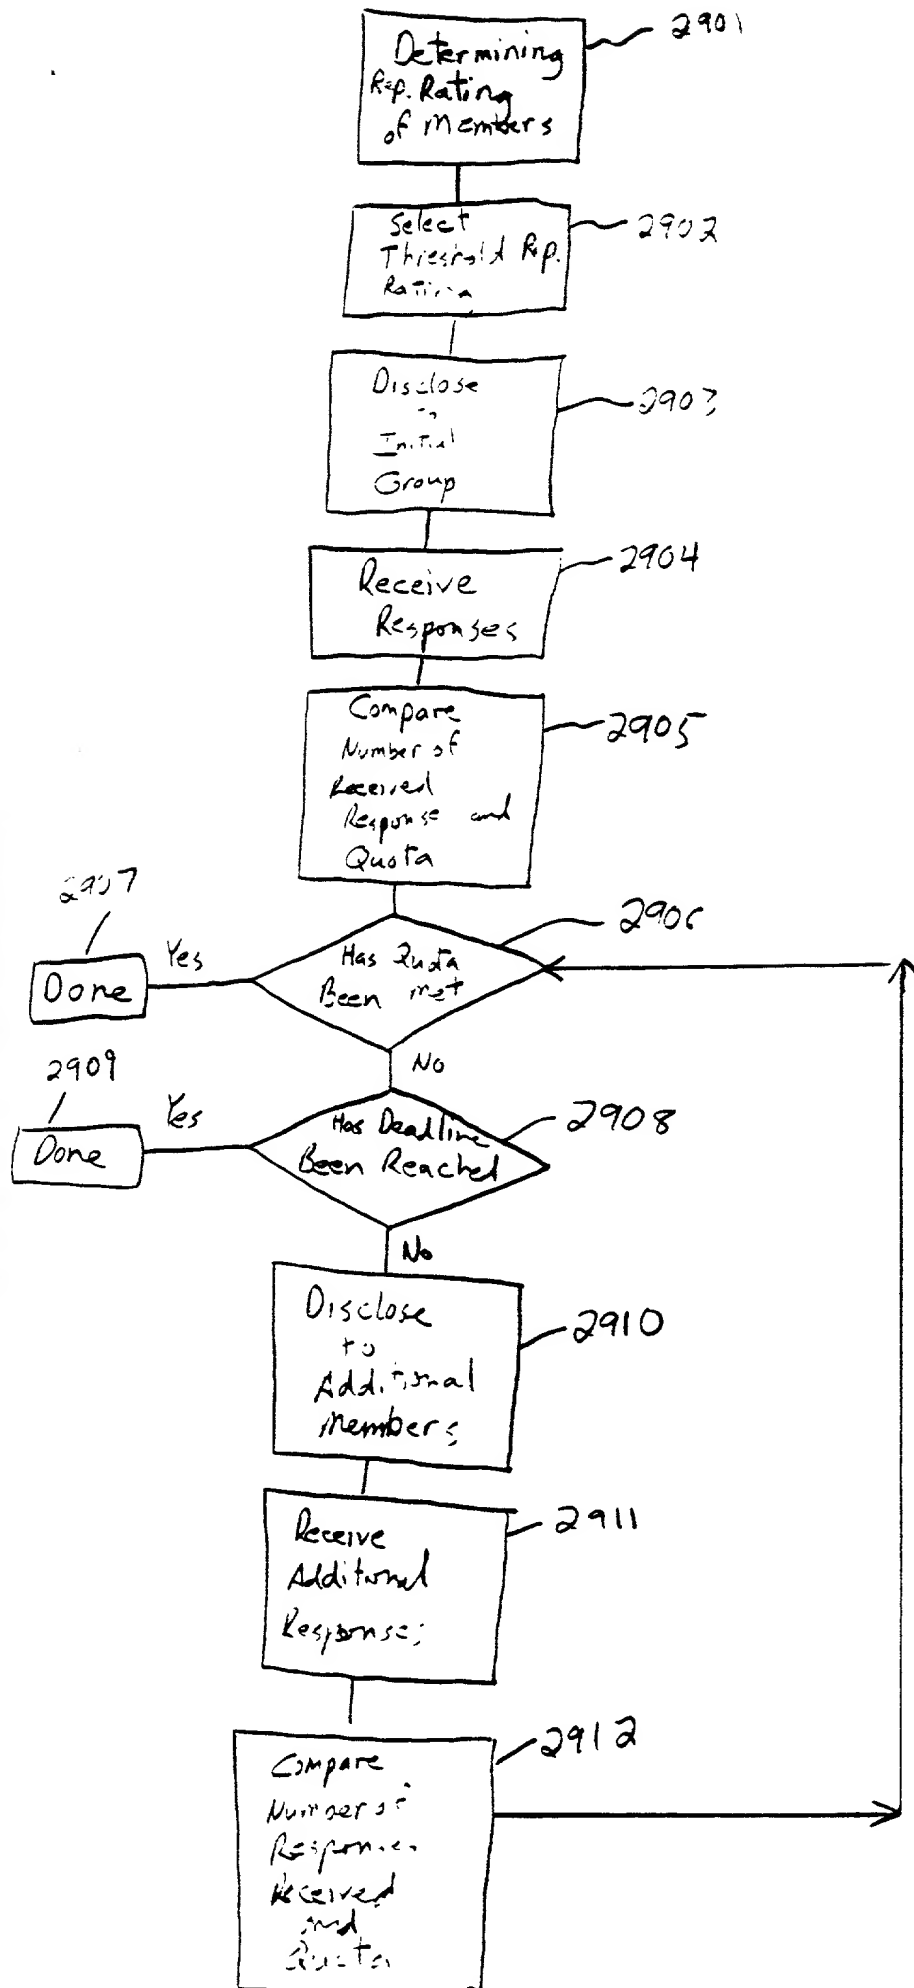 2901
Determining
Rep. Rating
of Members
2902
Select
Threshold Rep.
Rating
2903
Disclose
to
Initial
Group
2904
Receive
Responses
2905
Compare
Number of
Received
Response and
Quota
2906
2907
Has Quota
Been met
Yes
Done
No
2909
2908
Has Deadline
Been Reached
Yes
Done
No
2910
Disclose
to
Additional
Members
2911
Receive
Additional
Responses
2912
Compare
Number of
Responses
Received
and
Quota